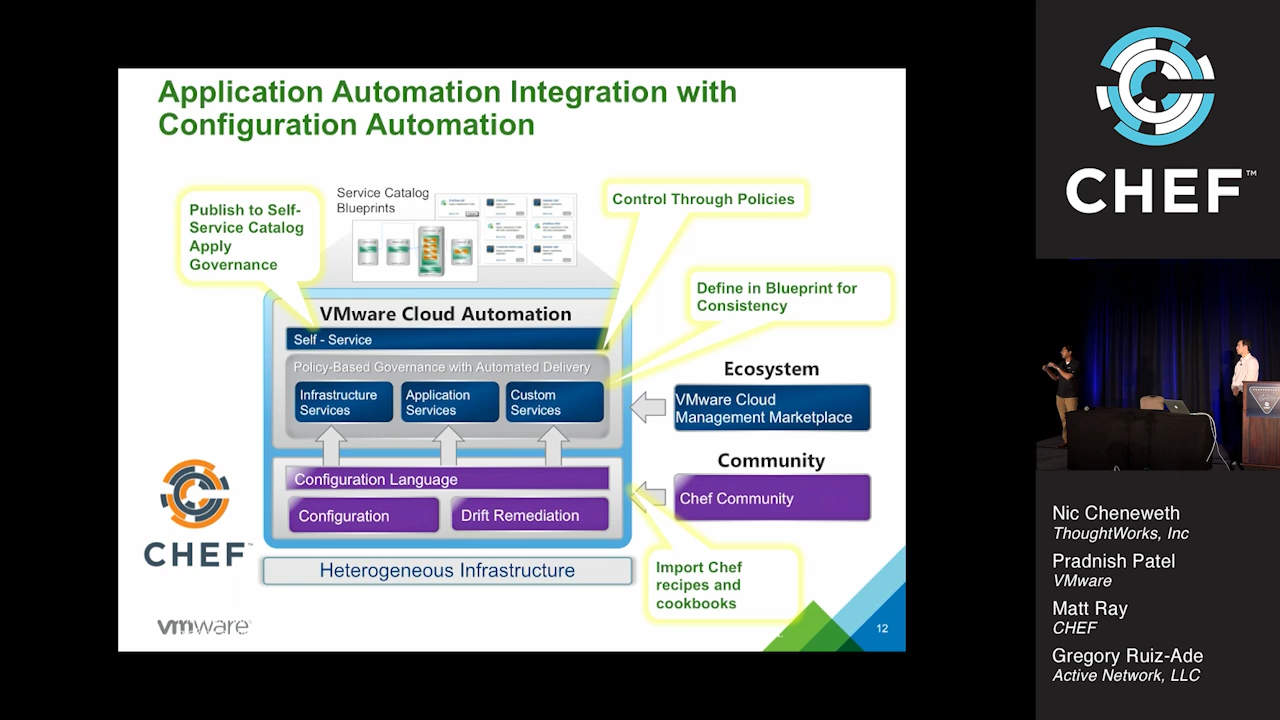 Application Automation Integration with
Configuration Automation
Service Catalog
Blueprints
Publish to Self-
Service Catalog
Apply
Governance
Control Through Policies
Define in Blueprint for
Consistency
VMware Cloud Automation
Self - Service
Policy-Based Governance with Automated Delivery
Infrastructure
Services
Application
Services
Custom
Services
Ecosystem
VMware Cloud
Management Marketplace
Community
Chef Community
Configuration Language
Configuration
Drift Remediation
CHEF™
Heterogeneous Infrastructure
Import Chef
recipes and
cookbooks
vmware
12
CHEF™
Nic Cheneweth
ThoughtWorks, Inc
Pradnish Patel
VMware
Matt Ray
CHEF
Gregory Ruiz-Ade
Active Network, LLC